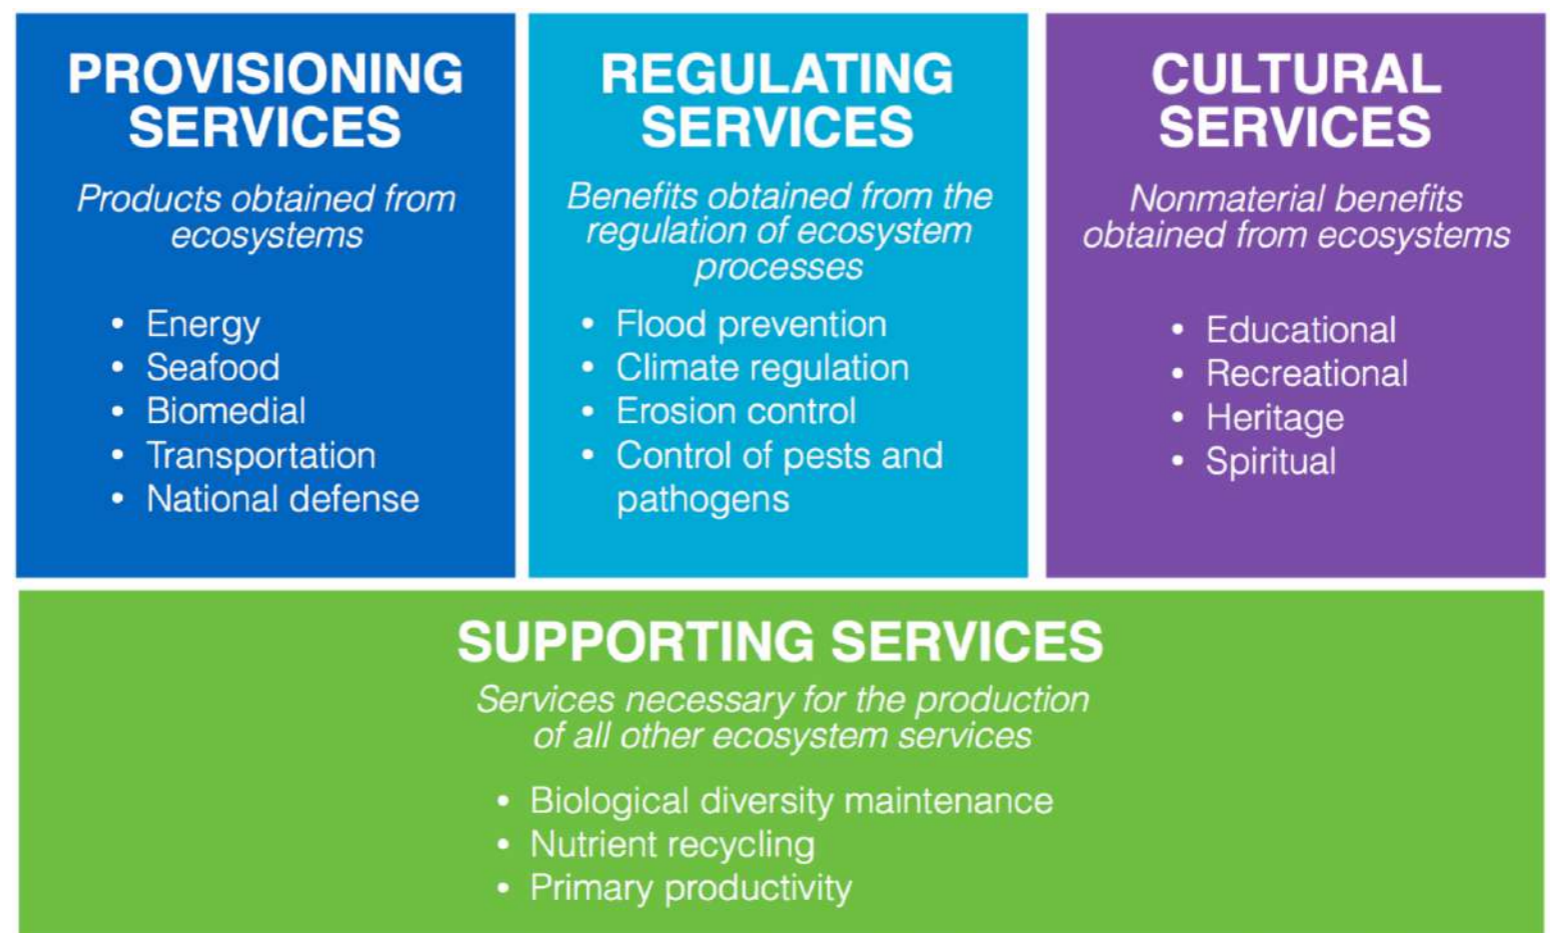 PROVISIONING
SERVICES
Products obtained from
ecosystems
• Energy
• Seafood
• Biomedial
• Transportation
• National defense
REGULATING
SERVICES
Benefits obtained from the
regulation of ecosystem
processes
• Flood prevention
• Climate regulation
• Erosion control
• Control of pests and
pathogens
CULTURAL
SERVICES
Nonmaterial benefits
obtained from ecosystems
• Educational
• Recreational
• Heritage
• Spiritual
SUPPORTING SERVICES
Services necessary for the production
of all other ecosystem services
• Biological diversity maintenance
• Nutrient recycling
• Primary productivity